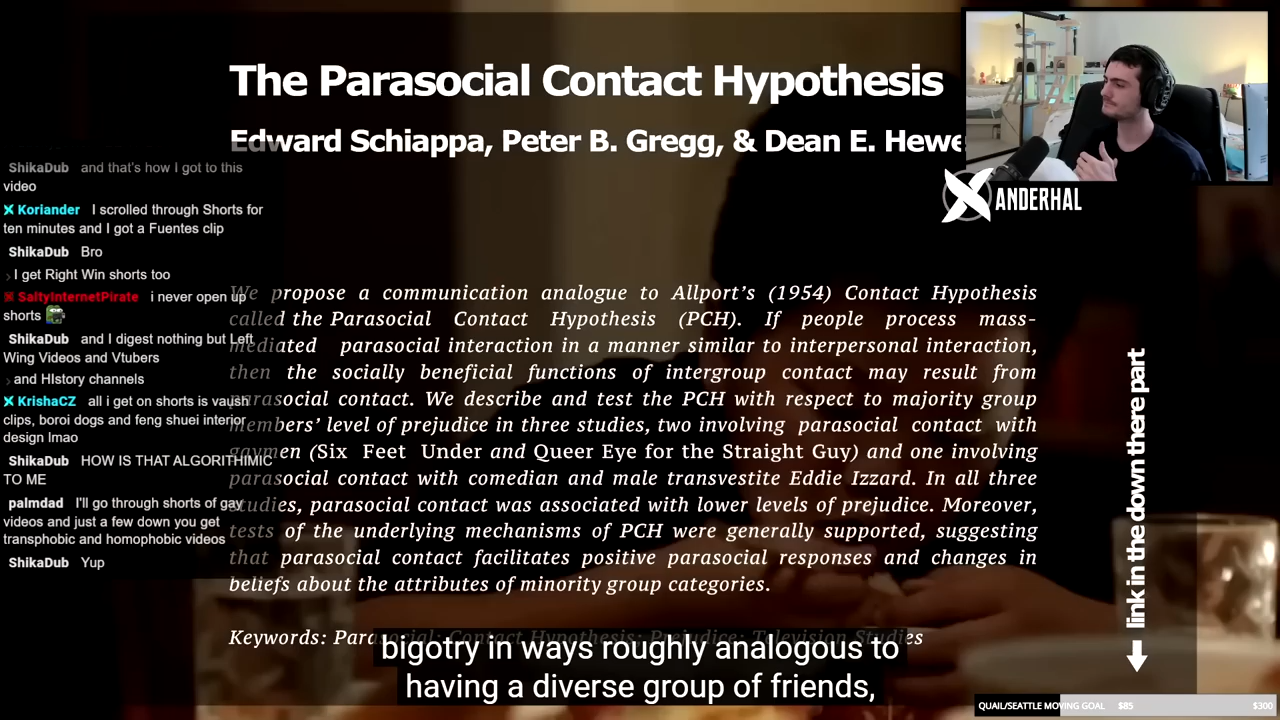 The Parasocial Contact Hypothesis
Edward Schiappa, Peter B. Gregg, & Dean E. Hewe
ANDERHAL
ShikaDub and that's how I got to this
video
Koriander I scrolled through Shorts for
ten minutes and I got a Fuentes clip
ShikaDub Bro
I get Right Win shorts too
SaltyInternetPirate i never open up
shorts
ShikaDub and I digest nothing but Left
Wing Videos and Vtubers
and HIstory channels
KrishaCZ all i get on shorts is vaush
clips, boroi dogs and feng shuei interior
design lmao
ShikaDub HOW IS THAT ALGORITHIMIC
TO ME
palmdad I'll go through shorts of gay
videos and just a few down you get
transphobic and homophobic videos
ShikaDub Yup
We propose a communication analogue to Allport's (1954) Contact Hypothesis
called the Parasocial Contact Hypothesis (PCH). If people process mass-
mediated parasocial interaction in a manner similar to interpersonal interaction,
then the socially beneficial functions of intergroup contact may result from
parasocial contact. We describe and test the PCH with respect to majority group
members' level of prejudice in three studies, two involving parasocial contact with
gaymen (Six Feet Under and Queer Eye for the Straight Guy) and one involving
parasocial contact with comedian and male transvestite Eddie Izzard. In all three
studies, parasocial contact was associated with lower levels of prejudice. Moreover,
tests of the underlying mechanisms of PCH were generally supported, suggesting
that parasocial contact facilitates positive parasocial responses and changes in
beliefs about the attributes of minority group categories.
Keywords: Parasocial; Contact Hypothesis; Prejudice; Television Studies
bigotry in ways roughly analogous to
having a diverse group of friends,
link in the down there part
QUAIL/SEATTLE MOVING GOAL $85 $300